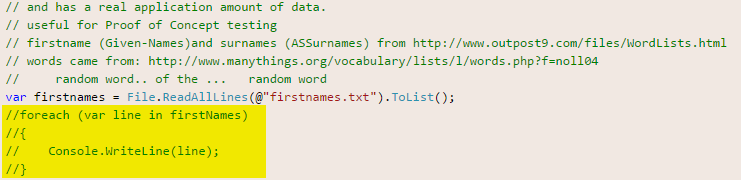 // and has a real application amount of data.
// useful for Proof of Concept testing
// firstname (Given-Names)and surnames (ASSurnames) from http://www.outpost9.com/files/WordLists.html
// words came from: http://www.manythings.org/vocabulary/lists/l/words.php?f=noll04
//     random word.. of the ...   random word
var firstnames = File.ReadAllLines(@"firstnames.txt").ToList();
//foreach (var line in firstNames)
//{
//    Console.WriteLine(line);
//}